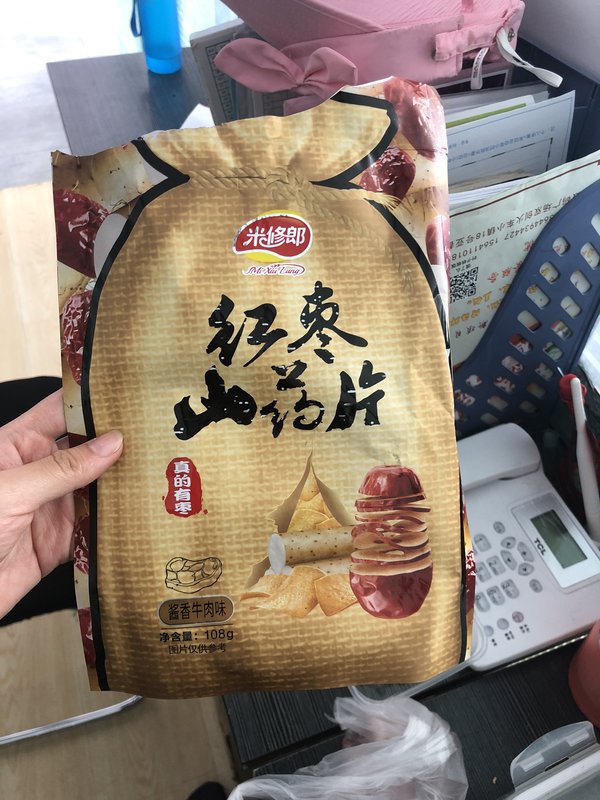 米修郎
Mi Xiu Lang
红枣
山药片
真的有枣
酱香牛肉味
净含量：108g
图片仅供参考
TCL